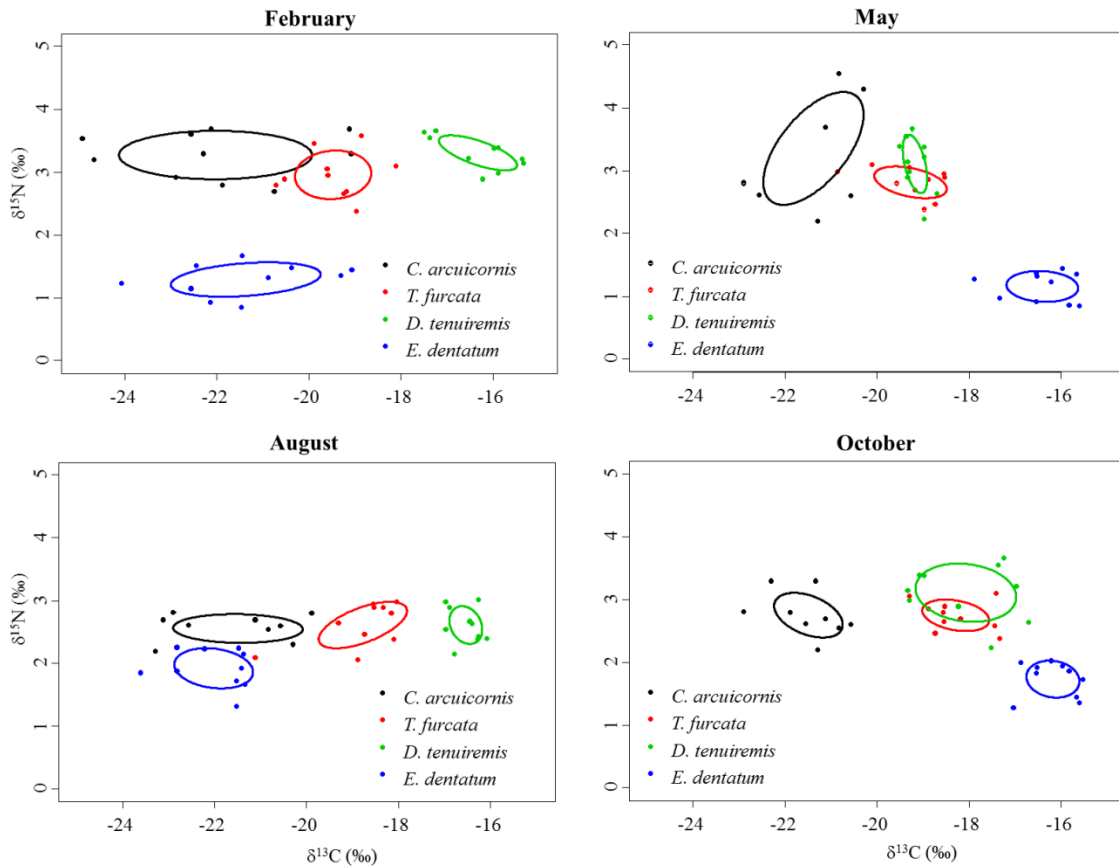 February
5
4
3
2
1
0
δ15N (‰)
C. arcuicornis
T. furcata
D. tenuiremis
E. dentatum
-24 -22 -20 -18 -16
May
5
4
3
2
1
0
C. arcuicornis
T. furcata
D. tenuiremis
E. dentatum
-24 -22 -20 -18 -16
August
5
4
3
2
1
0
δ15N (‰)
C. arcuicornis
T. furcata
D. tenuiremis
E. dentatum
-24 -22 -20 -18 -16
δ13C (‰)
October
5
4
3
2
1
0
C. arcuicornis
T. furcata
D. tenuiremis
E. dentatum
-24 -22 -20 -18 -16
δ13C (‰)